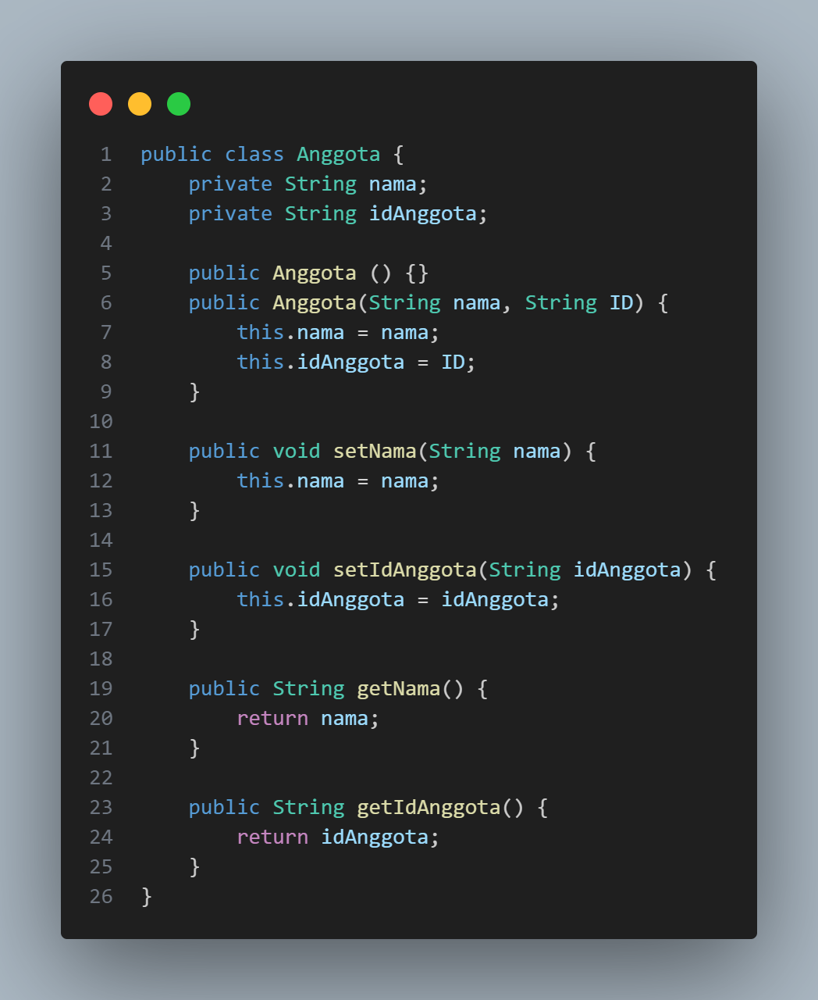 1 public class Anggota {
2     private String nama;
3     private String idAnggota;
4
5     public Anggota () {}
6     public Anggota(String nama, String ID) {
7         this.nama = nama;
8         this.idAnggota = ID;
9     }
10
11     public void setNama(String nama) {
12         this.nama = nama;
13     }
14
15     public void setIdAnggota(String idAnggota) {
16         this.idAnggota = idAnggota;
17     }
18
19     public String getNama() {
20         return nama;
21     }
22
23     public String getIdAnggota() {
24         return idAnggota;
25     }
26 }